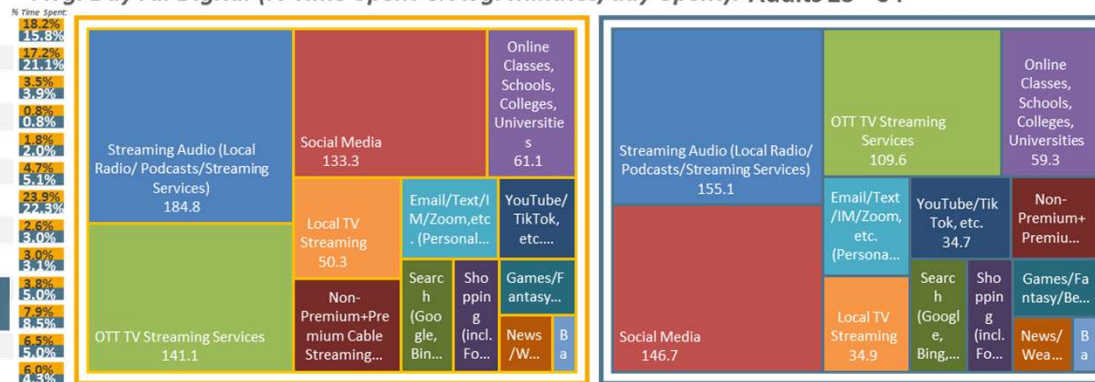 % Time Spent:
18.2%
15.8%
17.2%
21.1%
3.5%
3.9%
0.8%
0.8%
1.8%
2.0%
4.7%
5.1%
23.9%
22.3%
2.6%
3.0%
3.0%
3.1%
3.8%
5.0%
7.9%
8.5%
6.5%
5.0%
6.0%
4.3%
Streaming Audio (Local
Radio/ Podcasts/Streaming
Services)
184.8
OTT TV Streaming Services
141.1
Social Media
133.3
Online
Classes,
Schools,
Colleges,
Universitie
s
61.1
Local TV
Streaming
50.3
Non-
Premium+Pre
mium Cable
Streaming...
Email/Text/I
M/Zoom,etc
. (Personal...
YouTube/
TikTok,
etc....
Searc
h
(Goo
gle,
Bin...
Sho
ppin
g
(incl.
Fo...
Games/F
antasy...
News
/W...
B
a
Streaming Audio (Local Radio/
Podcasts/Streaming Services)
155.1
Social Media
146.7
OTT TV Streaming
Services
109.6
Online
Classes,
Schools,
Colleges,
Universities
59.3
Email/Text
/IM/Zoom,
etc.
(Persona...
YouTube/Tik
Tok, etc.
34.7
Non-
Premium+
Premiu...
Local TV
Streaming
34.9
Searc
h
(Googl
e,
Bing,...
Sho
ppin
g
(incl.
Fo...
Games/Fa
ntasy/Be...
News/
Wea...
B
a